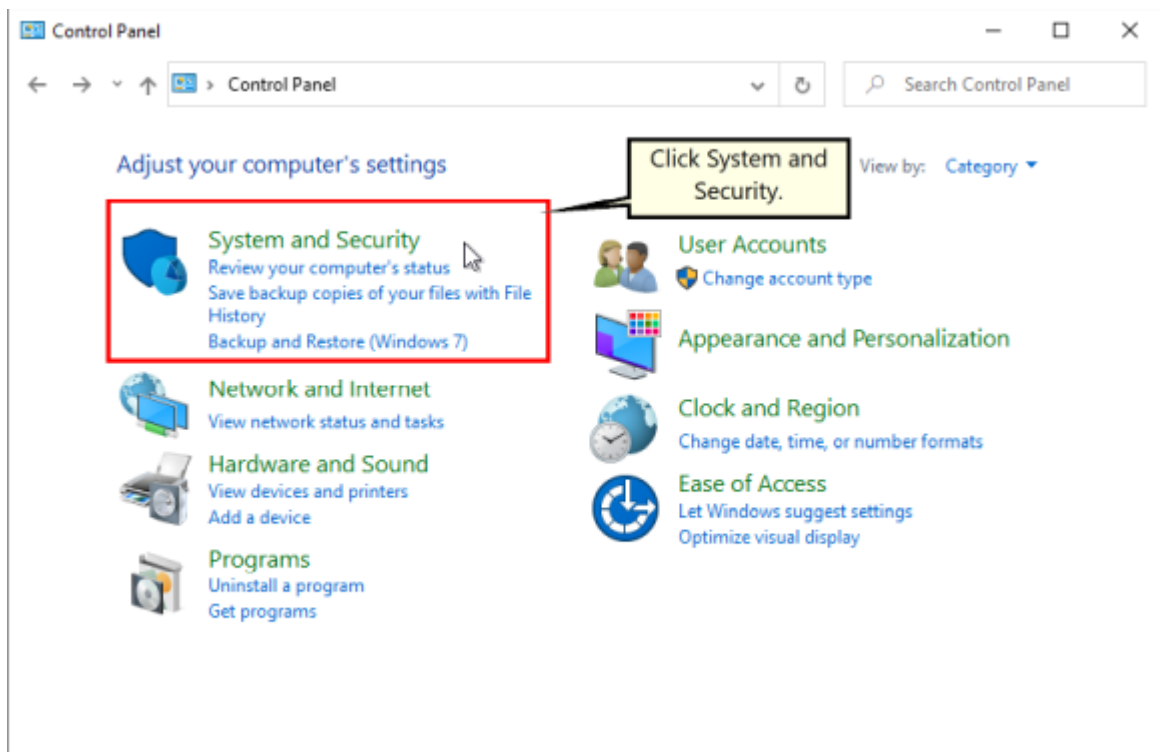 Control Panel
Control Panel
Search Control Panel
Adjust your computer's settings
Click System and
Security.
View by: Category
System and Security
Review your computer's status
Save backup copies of your files with File
History
Backup and Restore (Windows 7)
Network and Internet
View network status and tasks
Hardware and Sound
View devices and printers
Add a device
Programs
Uninstall a program
Get programs
User Accounts
Change account type
Appearance and Personalization
Clock and Region
Change date, time, or number formats
Ease of Access
Let Windows suggest settings
Optimize visual display